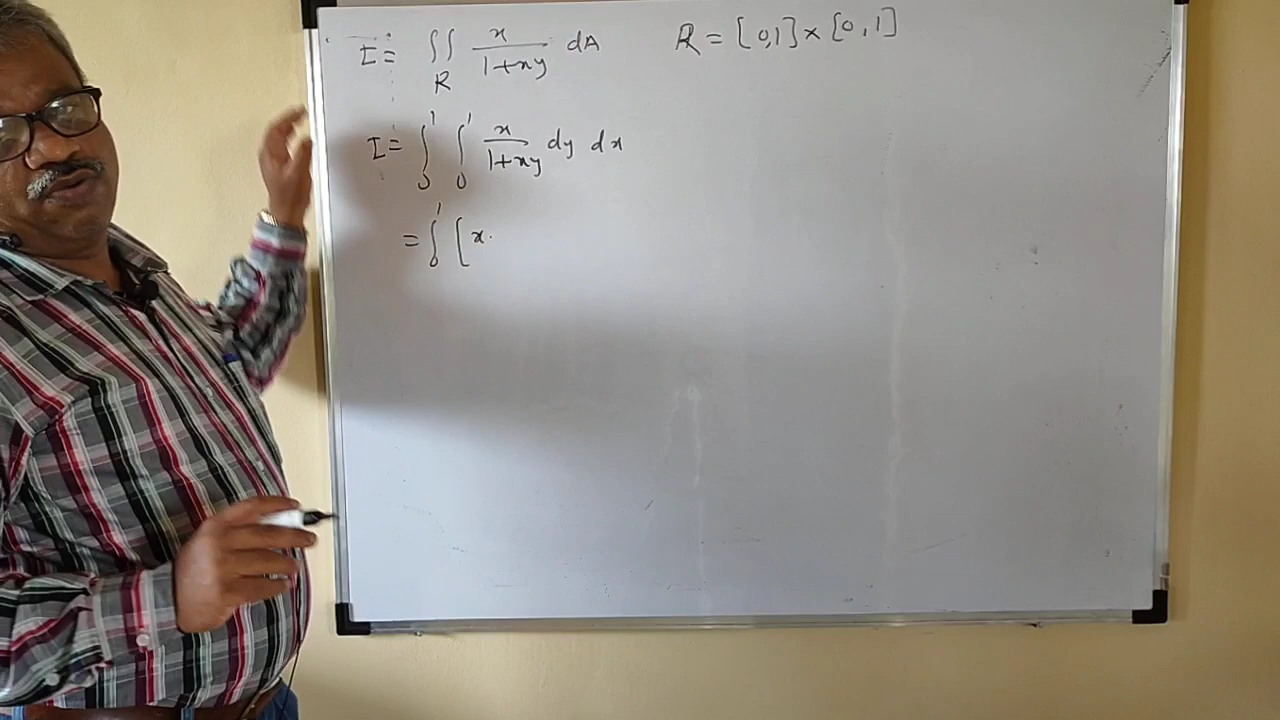 I = ∬_R x/(1+xy) dA R = [0,1] × [0,1]
I = ∫_0^1 ∫_0^1 x/(1+xy) dy dx
= ∫_0^1 [x·